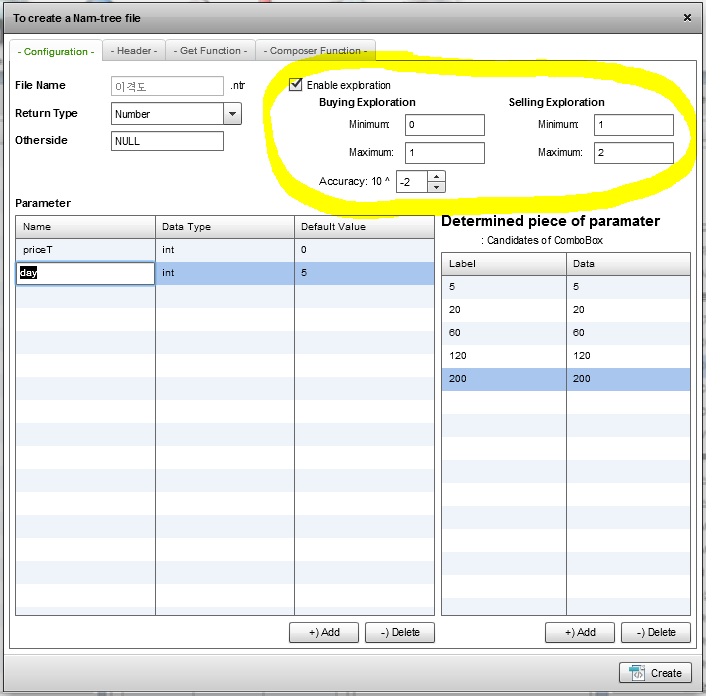 To create a Nam-tree file
- Configuration -
- Header -
- Get Function -
- Composer Function -
File Name
이격도
.ntr
Return Type
Number
Otherside
NULL
Enable exploration
Buying Exploration
Selling Exploration
Minimum:
0
Minimum:
1
Maximum:
1
Maximum:
2
Accuracy: 10 ^
-2
Parameter
Name
Data Type
Default Value
priceT
int
0
day
int
5
+) Add
-) Delete
Determined piece of paramater
: Candidates of ComboBox
Label
Data
5
5
20
20
60
60
120
120
200
200
+) Add
-) Delete
Create